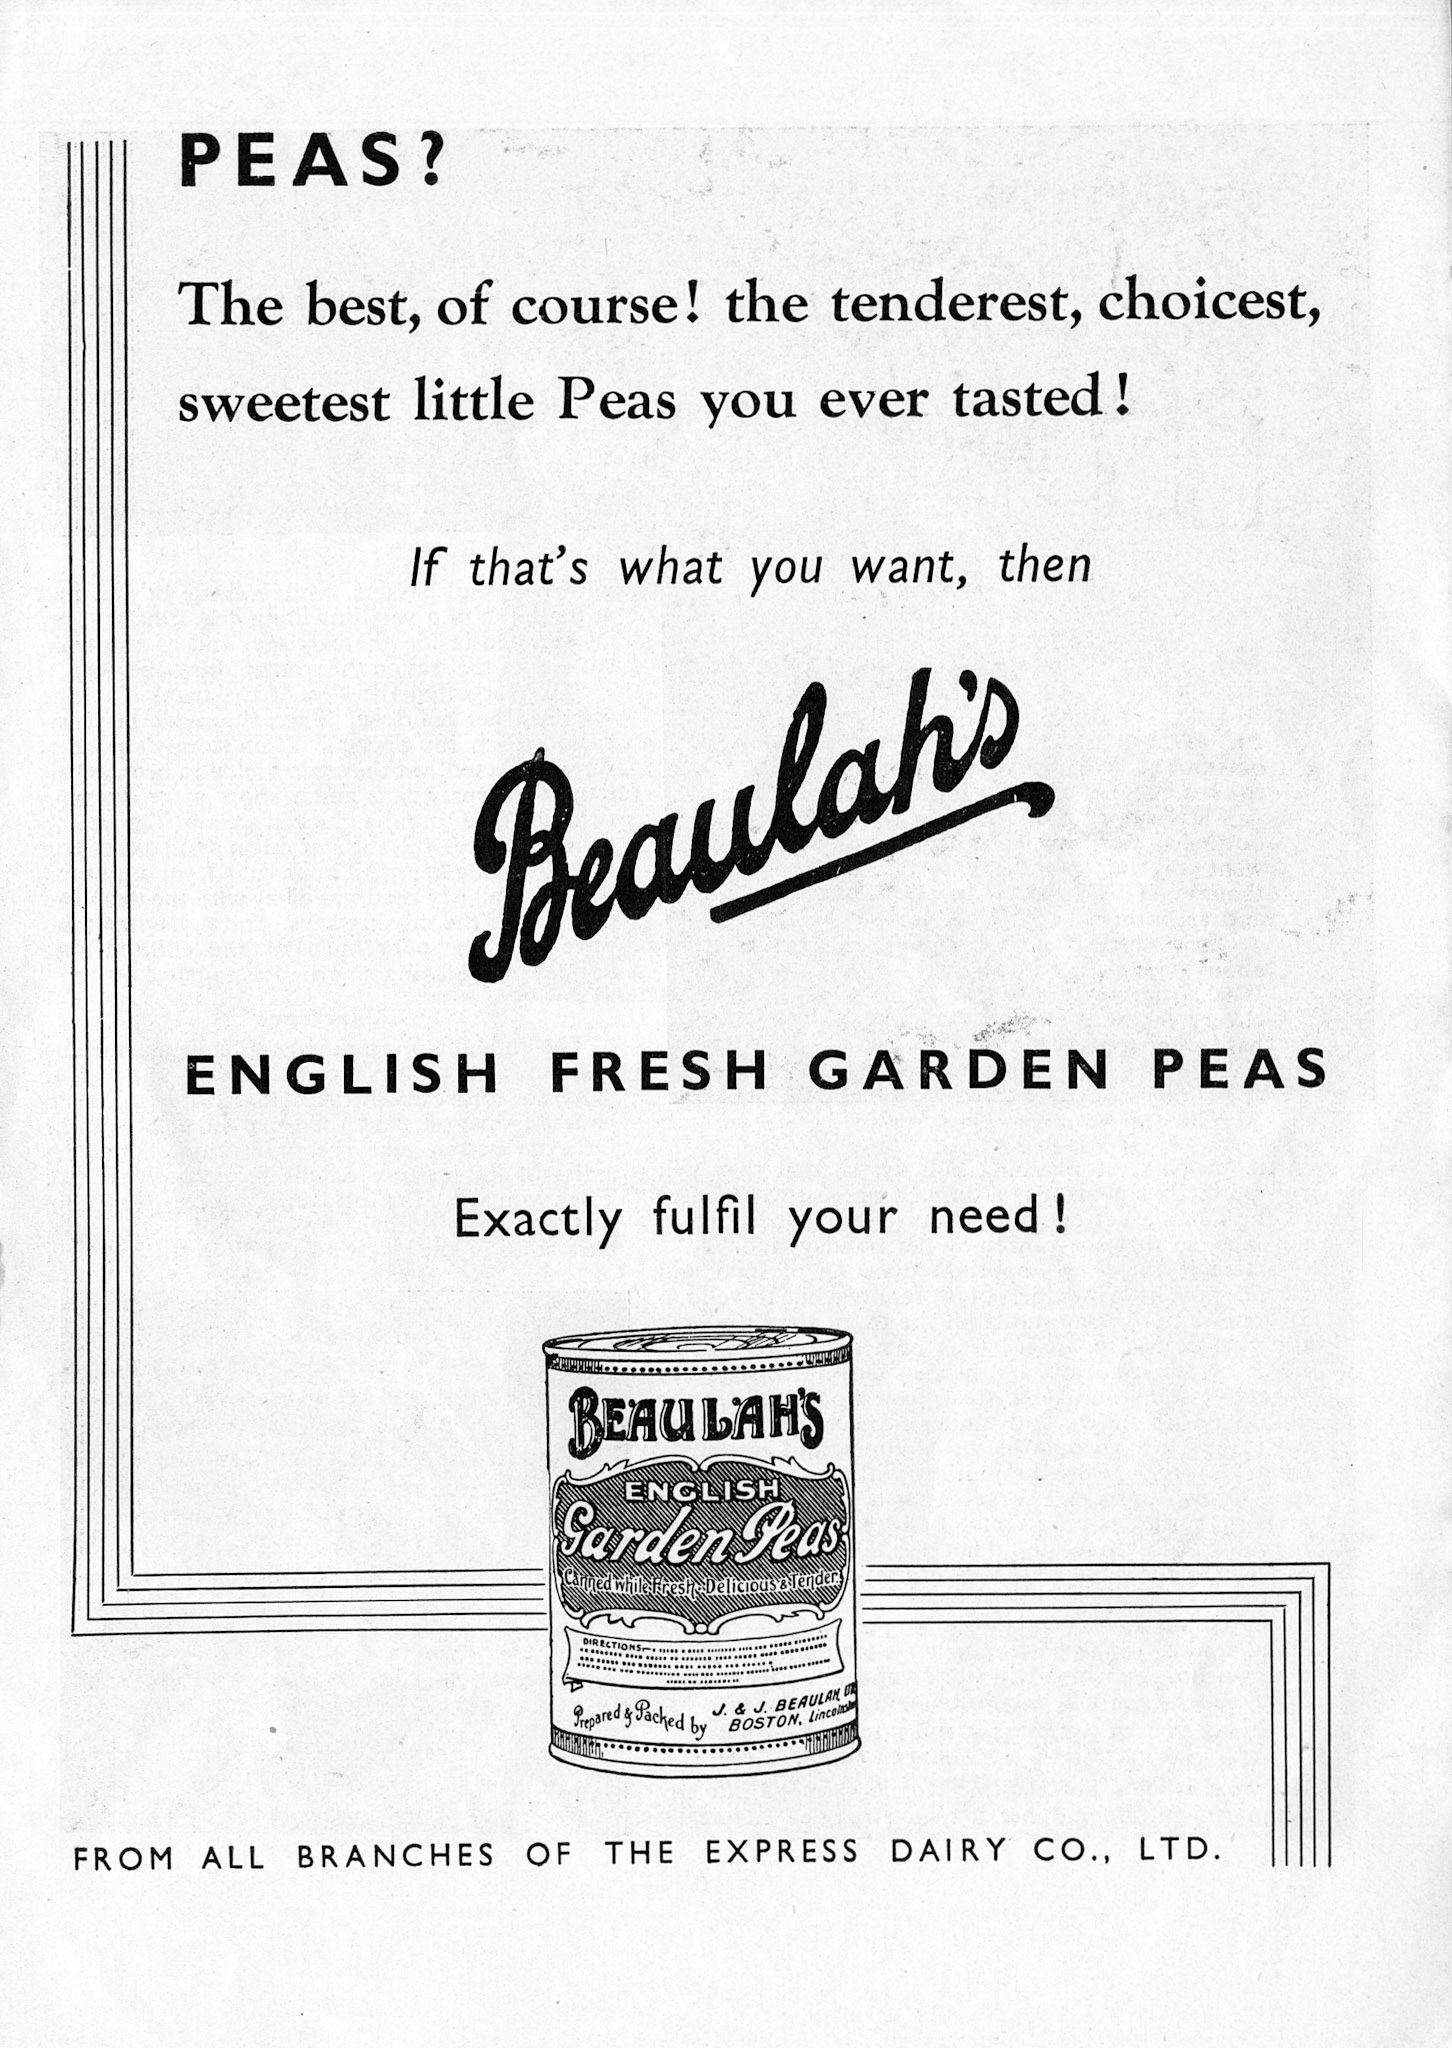 PEAS?
The best, of course! the tenderest, choicest,
sweetest little Peas you ever tasted!
If that's what you want, then
Beaulah's
ENGLISH FRESH GARDEN PEAS
Exactly fulfil your need!
BEAULAH'S
ENGLISH
Garden Peas
Canned while Fresh - Delicious & Tender.
DIRECTIONS—
Prepared & Packed by J. & J. BEAULAH, LTD.
BOSTON,
FROM ALL BRANCHES OF THE EXPRESS DAIRY CO., LTD.